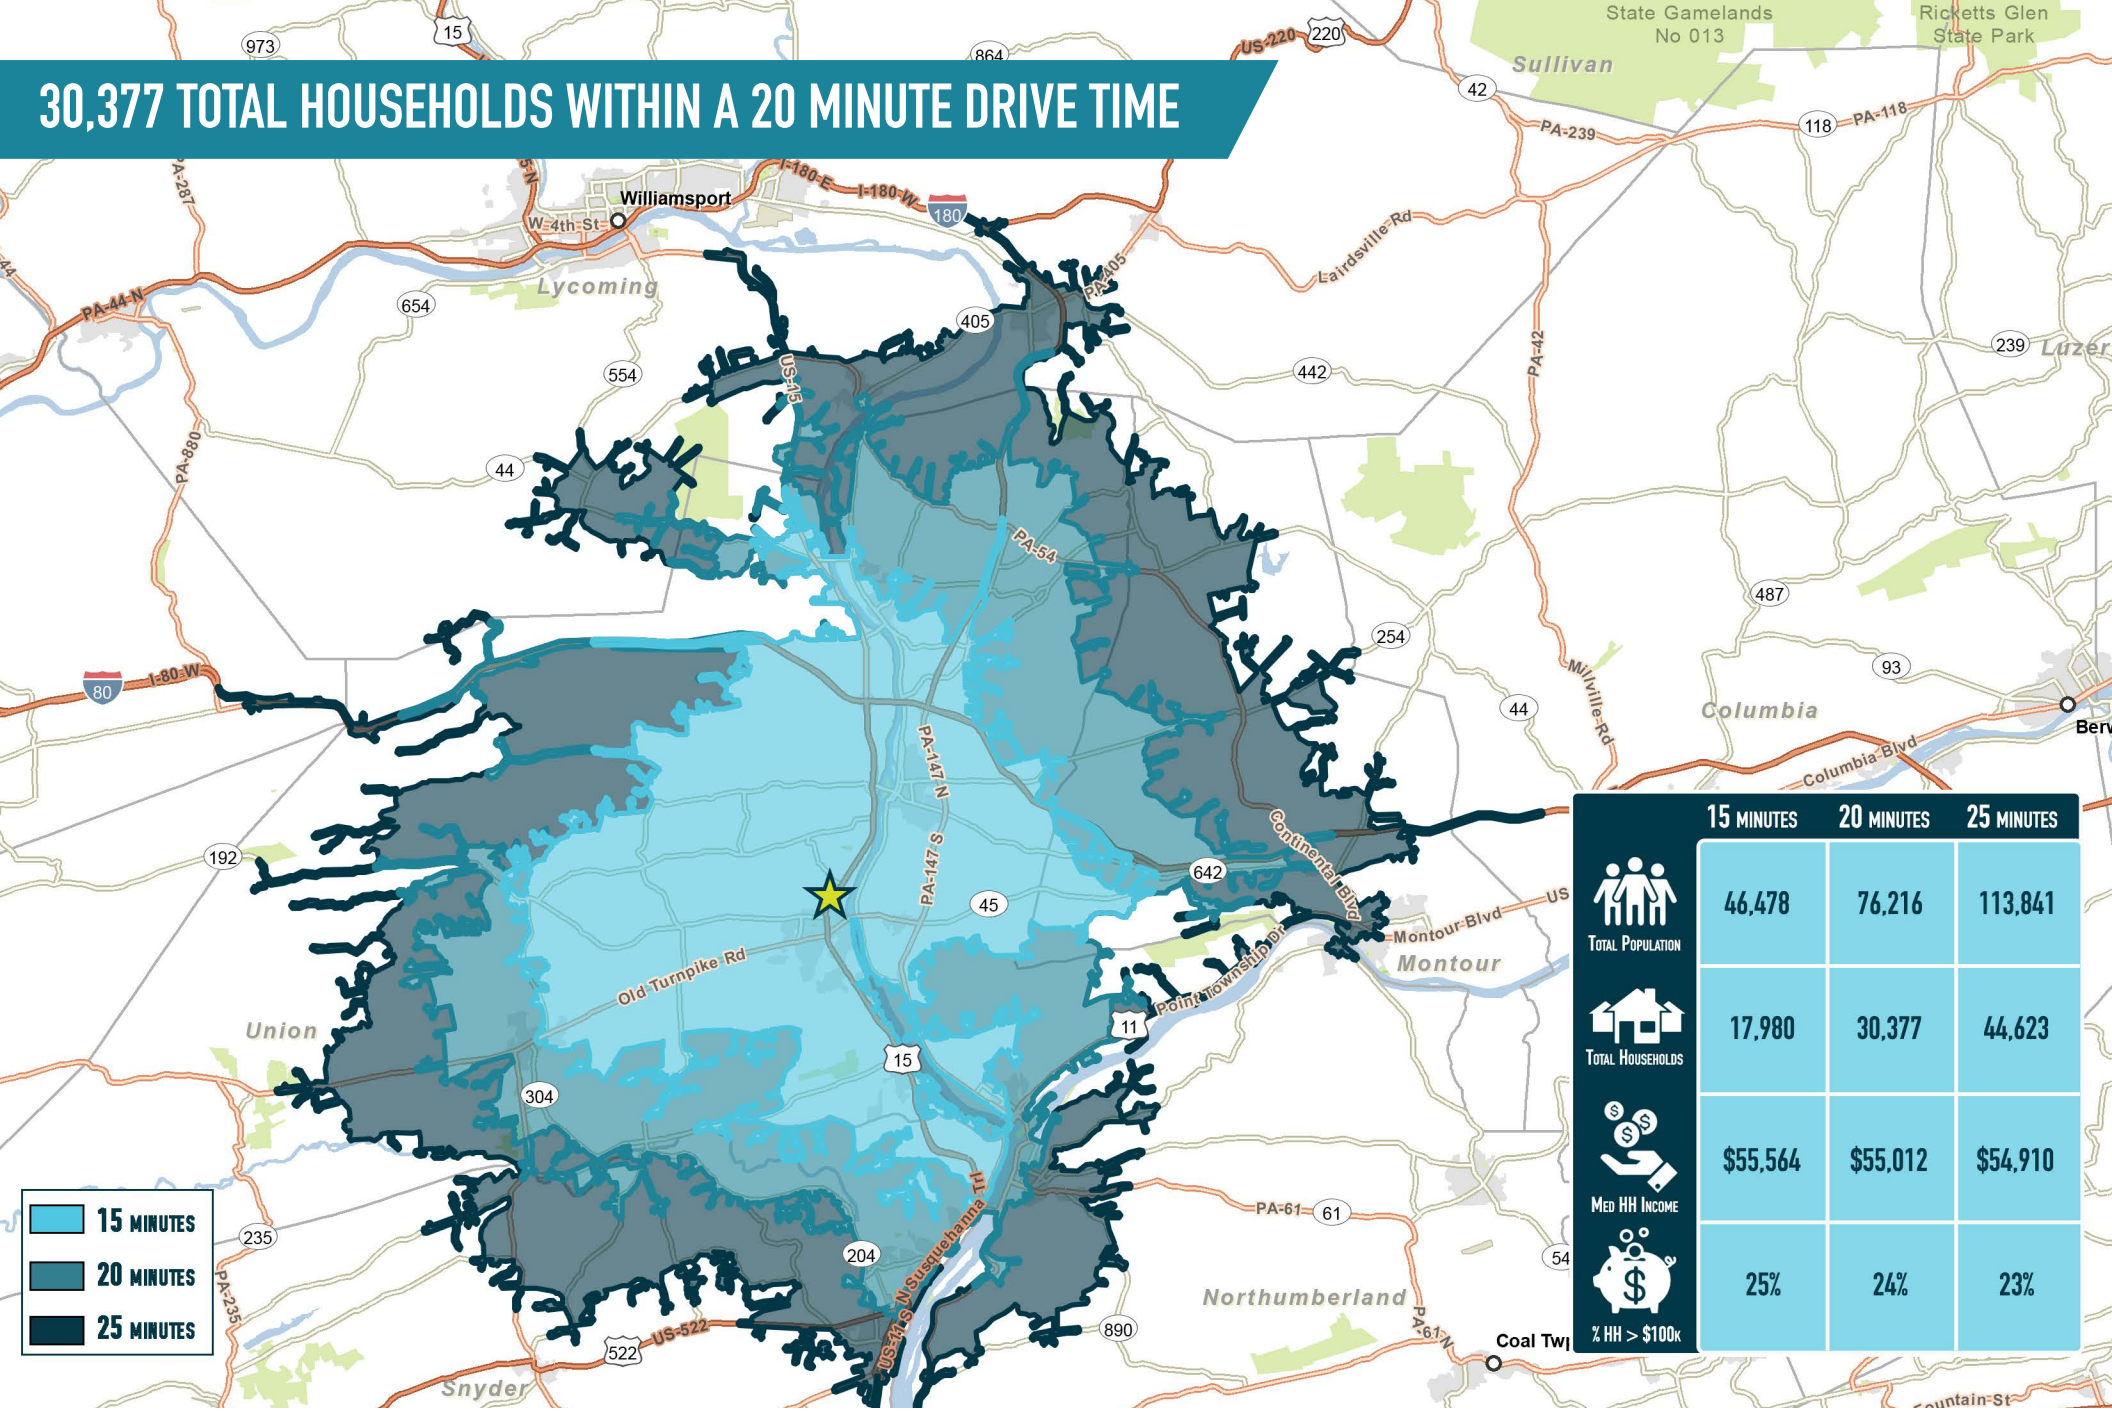 State Gamelands
No 013
Ricketts Glen
State Park
973
15
864
US-220
220
Sullivan
42
30,377 TOTAL HOUSEHOLDS WITHIN A 20 MINUTE DRIVE TIME
PA-239
118
PA-118
PA-287
I-180 E
I-180-W
180
Williamsport
W 4th St
Lairdsville Rd
PA-405
44
Lycoming
PA-44 N
654
405
239
Luzer
PA-42
US-15
554
442
PA-880
44
PA-54
487
254
93
80
I-80-W
Millville Rd
44
Columbia
Berw
PA-147 N
Columbia Blvd
Continental Blvd
192
PA-147 S
642
45
US
Montour Blvd
Montour
Old Turnpike Rd
Point Township Dr
11
Union
15
304
PA-61
61
235
204
54
N Susquehanna Trl
PA-235
US-11 S
Northumberland
PA-61 N
890
US-522
522
Coal Twp
Snyder
ountain-St
15 MINUTES
20 MINUTES
25 MINUTES
15 MINUTES 20 MINUTES 25 MINUTES
TOTAL POPULATION 46,478 76,216 113,841
TOTAL HOUSEHOLDS 17,980 30,377 44,623
MED HH INCOME $55,564 $55,012 $54,910
% HH > $100K 25% 24% 23%